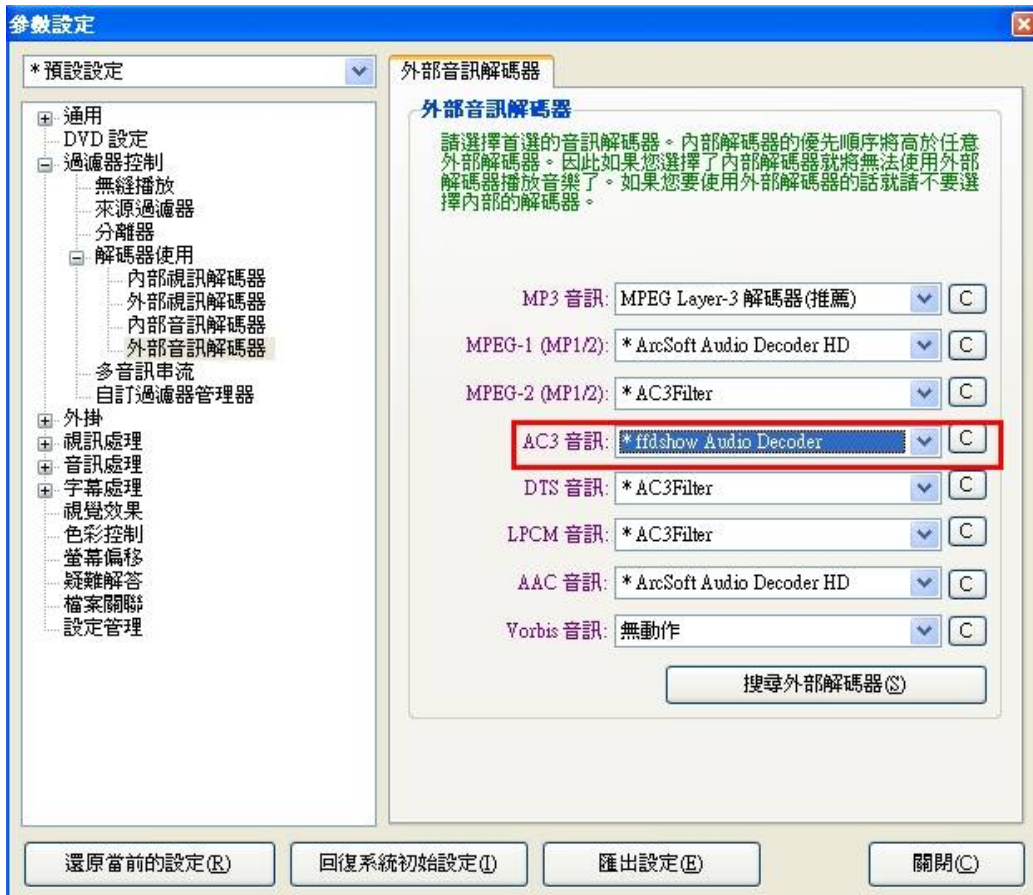 參數設定
*預設設定
通用
DVD 設定
過濾器控制
無縫播放
來源過濾器
分離器
解碼器使用
內部視訊解碼器
外部視訊解碼器
內部音訊解碼器
外部音訊解碼器
多音訊串流
自訂過濾器管理器
外掛
視訊處理
音訊處理
字幕處理
視覺效果
色彩控制
螢幕偏移
疑難解答
檔案關聯
設定管理
外部音訊解碼器
外部音訊解碼器
請選擇首選的音訊解碼器。內部解碼器的優先順序將高於任意
外部解碼器。因此如果您選擇了內部解碼器就將無法使用外部
解碼器播放音樂了。如果您要使用外部解碼器的話就請不要選
擇內部的解碼器。
MP3 音訊: MPEG Layer-3 解碼器(推薦) C
MPEG-1 (MP1/2): * ArcSoft Audio Decoder HD C
MPEG-2 (MP1/2): * AC3Filter C
AC3 音訊: * ffdshow Audio Decoder C
DTS 音訊: * AC3Filter C
LPCM 音訊: * AC3Filter C
AAC 音訊: * ArcSoft Audio Decoder HD C
Vorbis 音訊: 無動作 C
搜尋外部解碼器(S)
還原當前的設定(R) 回復系統初始設定(I) 匯出設定(E) 關閉(C)